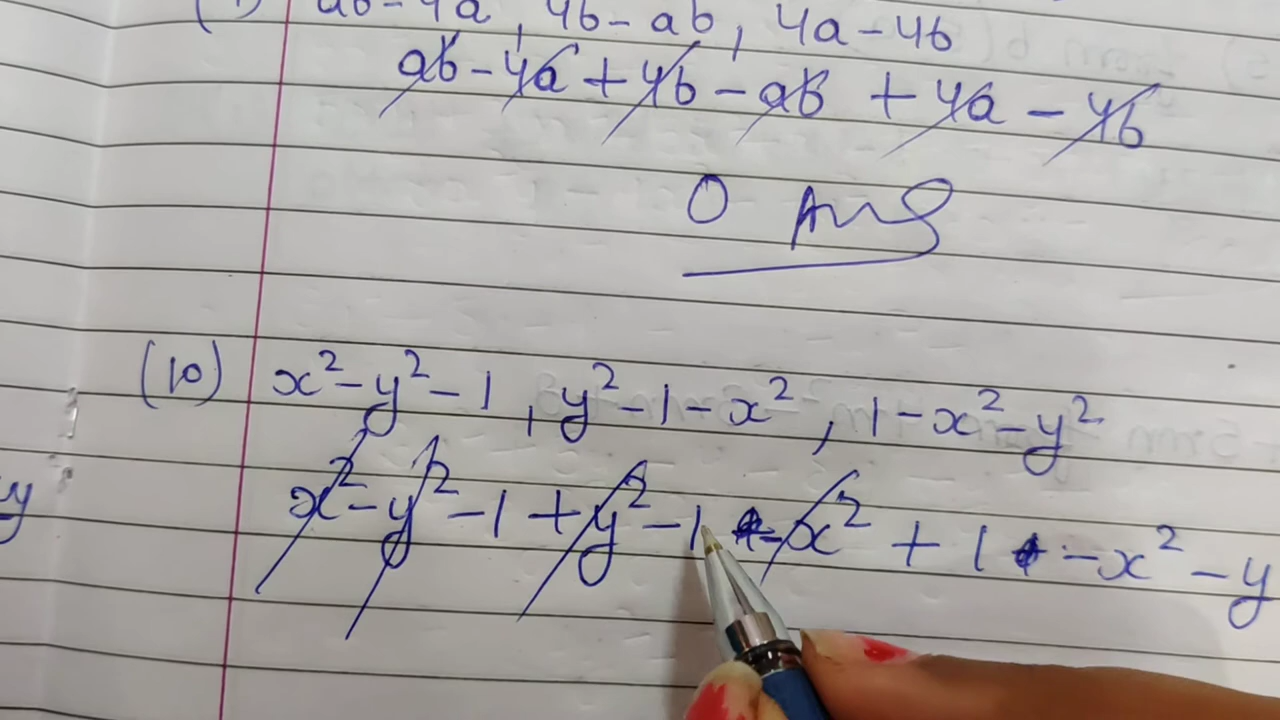 ab-4a, 4b-ab, 4a-4b
ab-4a+4b-ab+4a-4b
0 Ans
(10) x²-y²-1, y²-1-x², 1-x²-y²
y
x²-y²-1+y²-1-x²+1-x²-y